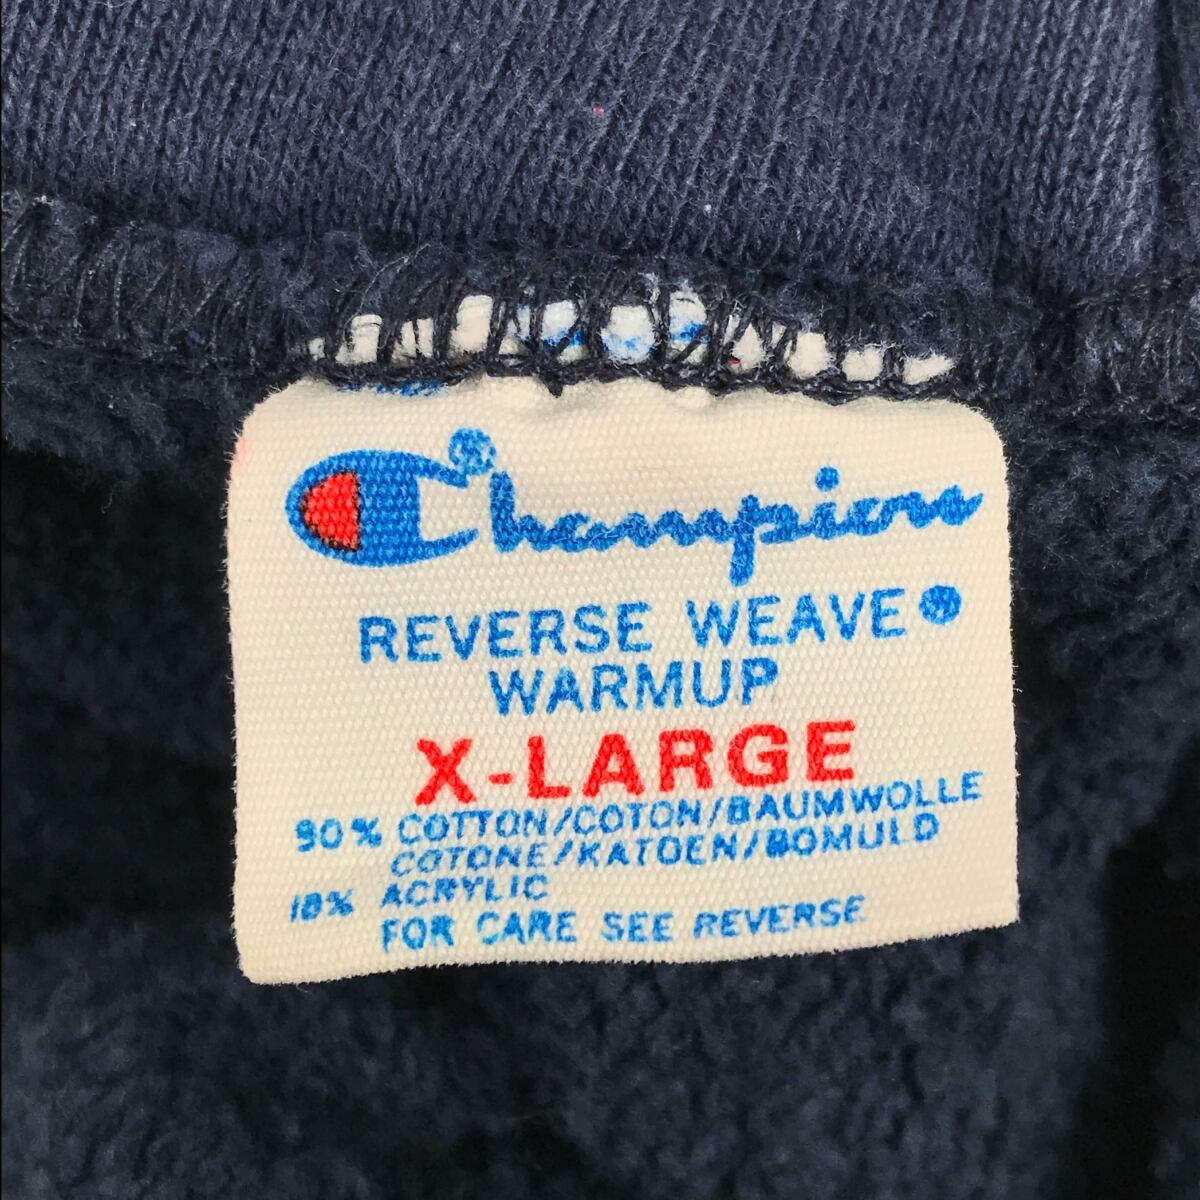 Champion®
REVERSE WEAVE®
WARMUP
X-LARGE
90% COTTON/COTON/BAUMWOLLE
COTONE/KATOEN/BOMULD
10% ACRYLIC
FOR CARE SEE REVERSE